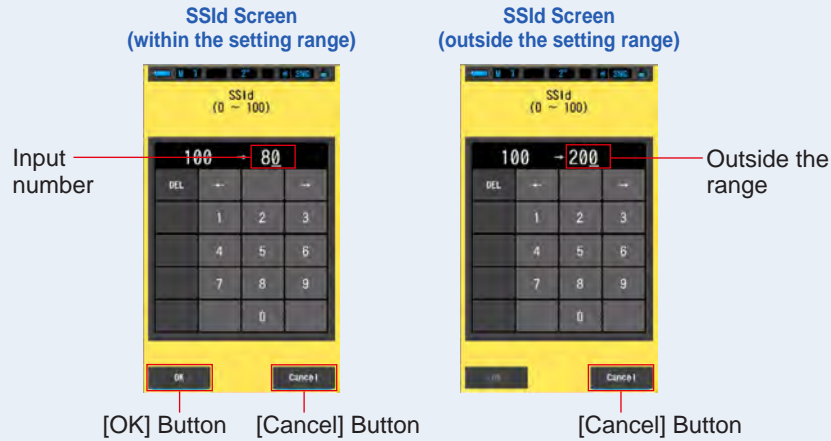 SSId Screen
(within the setting range)
SSId Screen
(outside the setting range)
SSId
(0 ~ 100)
SSId
(0 ~ 100)
Input
number
100 → 80
100 → 200
Outside the
range
DEL ← →
1 2 3
4 5 6
7 8 9
0
DEL ← →
1 2 3
4 5 6
7 8 9
0
OK Cancel
Cancel
[OK] Button [Cancel] Button
[Cancel] Button